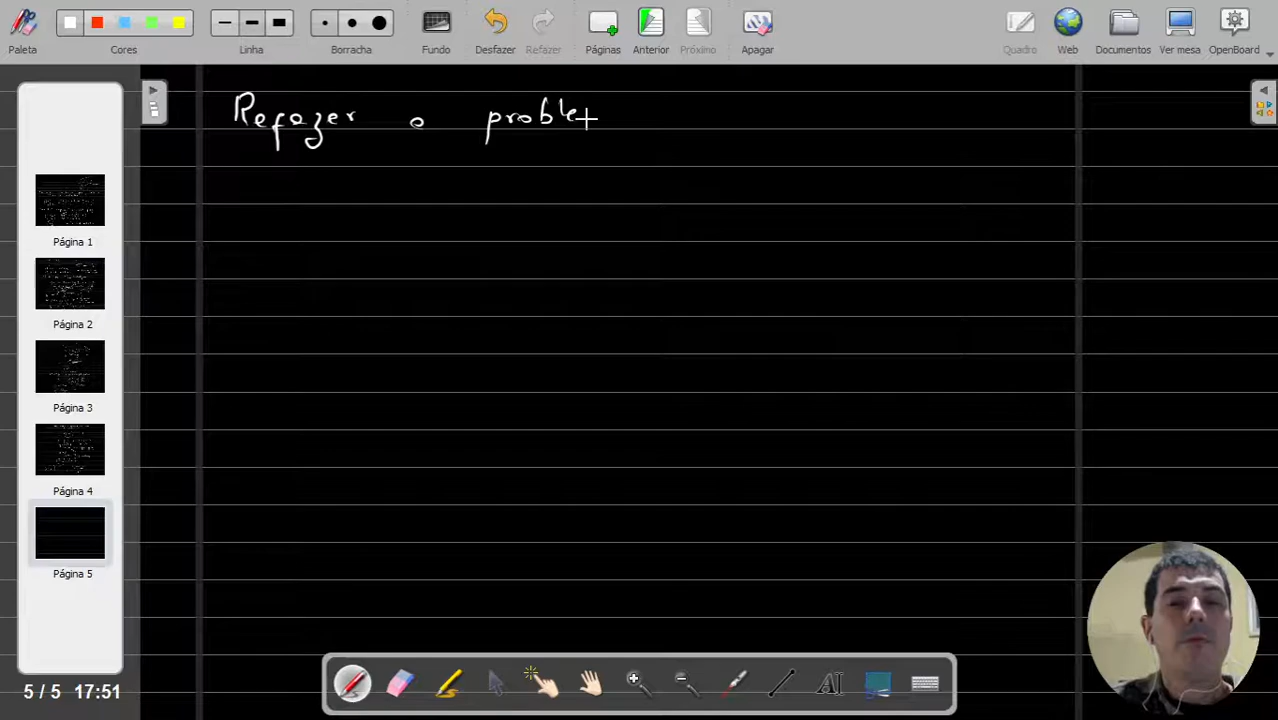 Paleta
Cores
Linha
Borracha
Fundo
Desfazer
Refazer
Páginas
Anterior
Próximo
Apagar
Quadro
Web
Documentos
Ver mesa
OpenBoard
Refazer o proble
Página 1
Página 2
Página 3
Página 4
Página 5
5 / 5 17:51
AI